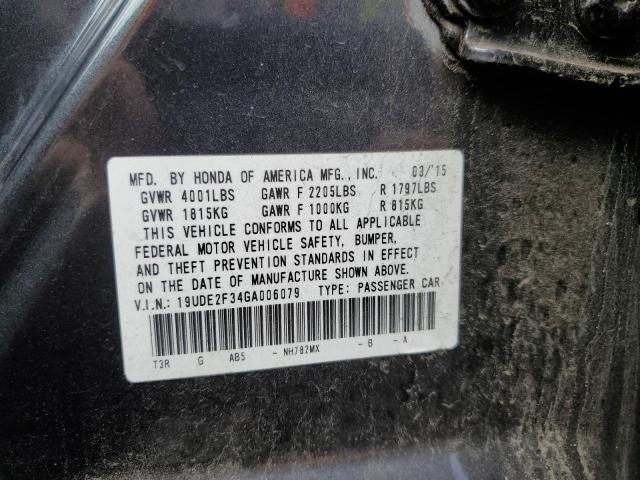 MFD. BY HONDA OF AMERICA MFG., INC. 03/'15
GVWR 4001LBS GAWR F 2205LBS R 1797LBS
GVWR 1815KG GAWR F 1000KG R 815KG
THIS VEHICLE CONFORMS TO ALL APPLICABLE
FEDERAL MOTOR VEHICLE SAFETY, BUMPER,
AND THEFT PREVENTION STANDARDS IN EFFECT
ON THE DATE OF MANUFACTURE SHOWN ABOVE.
V.I.N.: 19UDE2F34GA006079 TYPE: PASSENGER CAR
T3R G AB5 - NH782MX - B - A